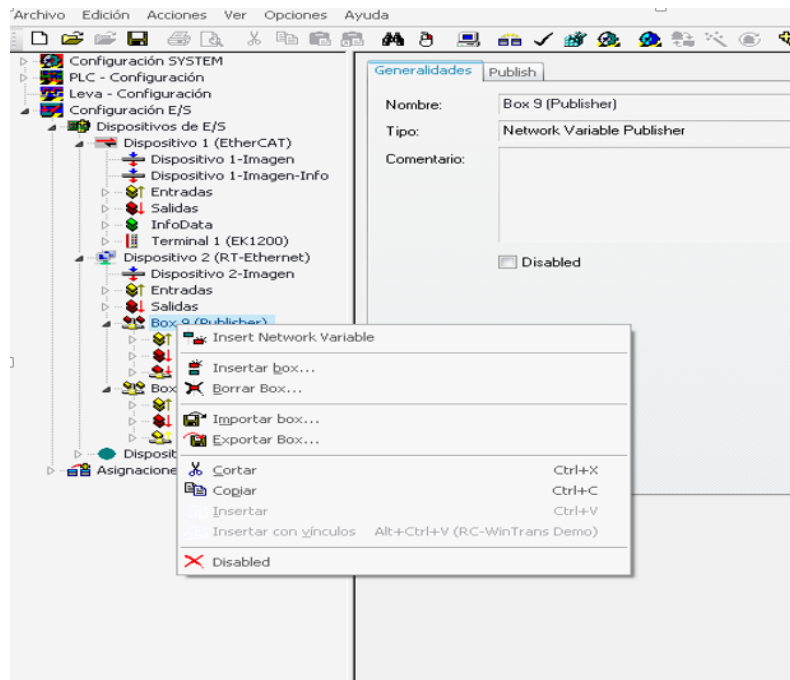 Archivo Edición Acciones Ver Opciones Ayuda
Configuración SYSTEM
PLC - Configuración
Leva - Configuración
Configuración E/S
Dispositivos de E/S
Dispositivo 1 (EtherCAT)
Dispositivo 1-Imagen
Dispositivo 1-Imagen-Info
Entradas
Salidas
InfoData
Terminal 1 (EK1200)
Dispositivo 2 (RT-Ethernet)
Dispositivo 2-Imagen
Entradas
Salidas
Box 9 (Publisher)
Box
Disposit
Asignacione
Generalidades Publish
Nombre: Box 9 (Publisher)
Tipo: Network Variable Publisher
Comentario:
Disabled
Insert Network Variable
Insertar box...
Borrar Box...
Importar box...
Exportar Box...
Cortar Ctrl+X
Copiar Ctrl+C
Insertar Ctrl+V
Insertar con vínculos Alt+Ctrl+V (RC-WinTrans Demo)
Disabled